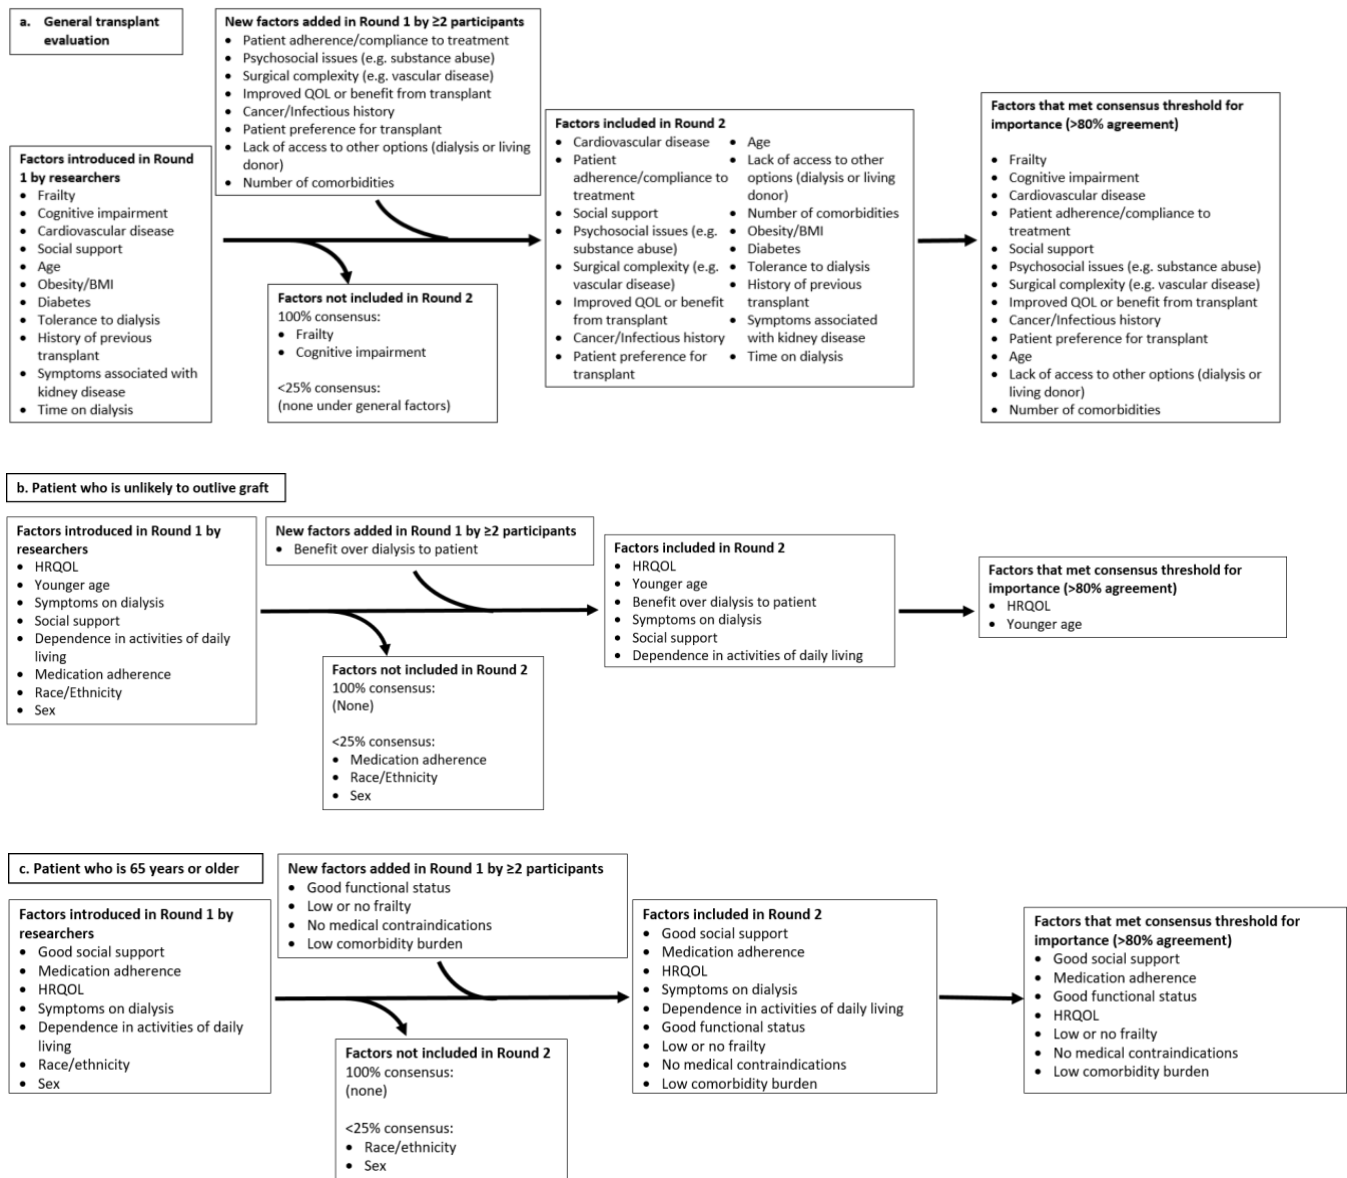 a. General transplant
evaluation
New factors added in Round 1 by ≥2 participants
• Patient adherence/compliance to treatment
• Psychosocial issues (e.g. substance abuse)
• Surgical complexity (e.g. vascular disease)
• Improved QOL or benefit from transplant
• Cancer/Infectious history
• Patient preference for transplant
• Lack of access to other options (dialysis or living
donor)
• Number of comorbidities
Factors introduced in Round
1 by researchers
• Frailty
• Cognitive impairment
• Cardiovascular disease
• Social support
• Age
• Obesity/BMI
• Diabetes
• Tolerance to dialysis
• History of previous
transplant
• Symptoms associated with
kidney disease
• Time on dialysis
Factors not included in Round 2
100% consensus:
• Frailty
• Cognitive impairment
<25% consensus:
(none under general factors)
Factors included in Round 2
• Cardiovascular disease
• Patient
adherence/compliance to
treatment
• Social support
• Psychosocial issues (e.g.
substance abuse)
• Surgical complexity (e.g.
vascular disease)
• Improved QOL or benefit
from transplant
• Cancer/Infectious history
• Patient preference for
transplant
• Age
• Lack of access to other
options (dialysis or living
donor)
• Number of comorbidities
• Obesity/BMI
• Diabetes
• Tolerance to dialysis
• History of previous
transplant
• Symptoms associated
with kidney disease
• Time on dialysis
Factors that met consensus threshold for
importance (>80% agreement)
• Frailty
• Cognitive impairment
• Cardiovascular disease
• Patient adherence/compliance to
treatment
• Social support
• Psychosocial issues (e.g. substance abuse)
• Surgical complexity (e.g. vascular disease)
• Improved QOL or benefit from transplant
• Cancer/Infectious history
• Patient preference for transplant
• Age
• Lack of access to other options (dialysis or
living donor)
• Number of comorbidities
b. Patient who is unlikely to outlive graft
Factors introduced in Round 1 by
researchers
• HRQOL
• Younger age
• Symptoms on dialysis
• Social support
• Dependence in activities of daily
living
• Medication adherence
• Race/Ethnicity
• Sex
New factors added in Round 1 by ≥2 participants
• Benefit over dialysis to patient
Factors not included in Round 2
100% consensus:
(None)
<25% consensus:
• Medication adherence
• Race/Ethnicity
• Sex
Factors included in Round 2
• HRQOL
• Younger age
• Benefit over dialysis to patient
• Symptoms on dialysis
• Social support
• Dependence in activities of daily living
Factors that met consensus threshold for
importance (>80% agreement)
• HRQOL
• Younger age
c. Patient who is 65 years or older
Factors introduced in Round 1 by
researchers
• Good social support
• Medication adherence
• HRQOL
• Symptoms on dialysis
• Dependence in activities of daily
living
• Race/ethnicity
• Sex
New factors added in Round 1 by ≥2 participants
• Good functional status
• Low or no frailty
• No medical contraindications
• Low comorbidity burden
Factors not included in Round 2
100% consensus:
(none)
<25% consensus:
• Race/ethnicity
• Sex
Factors included in Round 2
• Good social support
• Medication adherence
• HRQOL
• Symptoms on dialysis
• Dependence in activities of daily living
• Good functional status
• Low or no frailty
• No medical contraindications
• Low comorbidity burden
Factors that met consensus threshold for
importance (>80% agreement)
• Good social support
• Medication adherence
• Good functional status
• HRQOL
• Low or no frailty
• No medical contraindications
• Low comorbidity burden